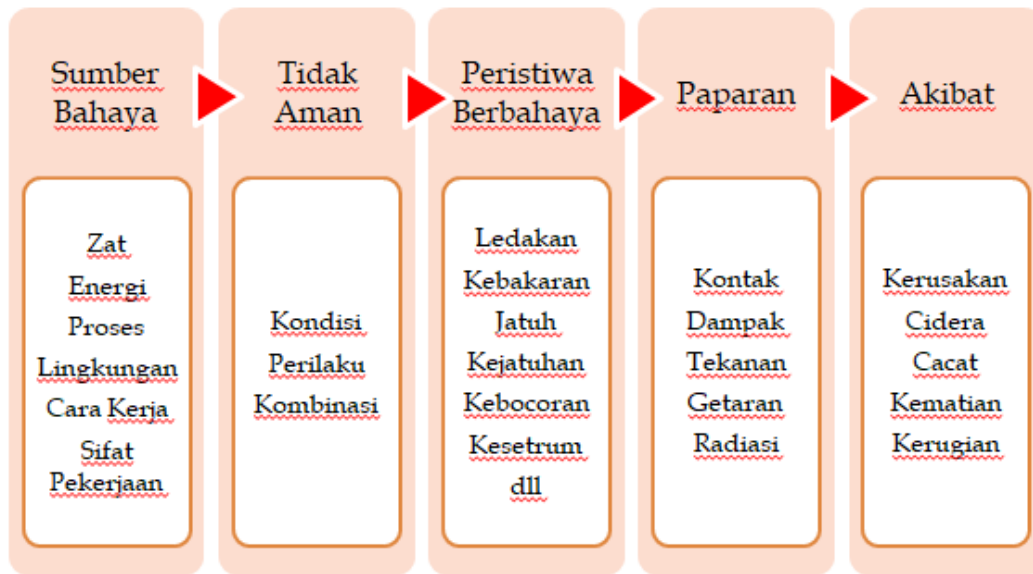 Sumber
Bahaya
Tidak
Aman
Peristiwa
Berbahaya
Paparan
Akibat
Zat
Energi
Proses
Lingkungan
Cara Kerja
Sifat
Pekerjaan
Kondisi
Perilaku
Kombinasi
Ledakan
Kebakaran
Jatuh
Kejatuhan
Kebocoran
Kesetrum
dll
Kontak
Dampak
Tekanan
Getaran
Radiasi
Kerusakan
Cidera
Cacat
Kematian
Kerugian